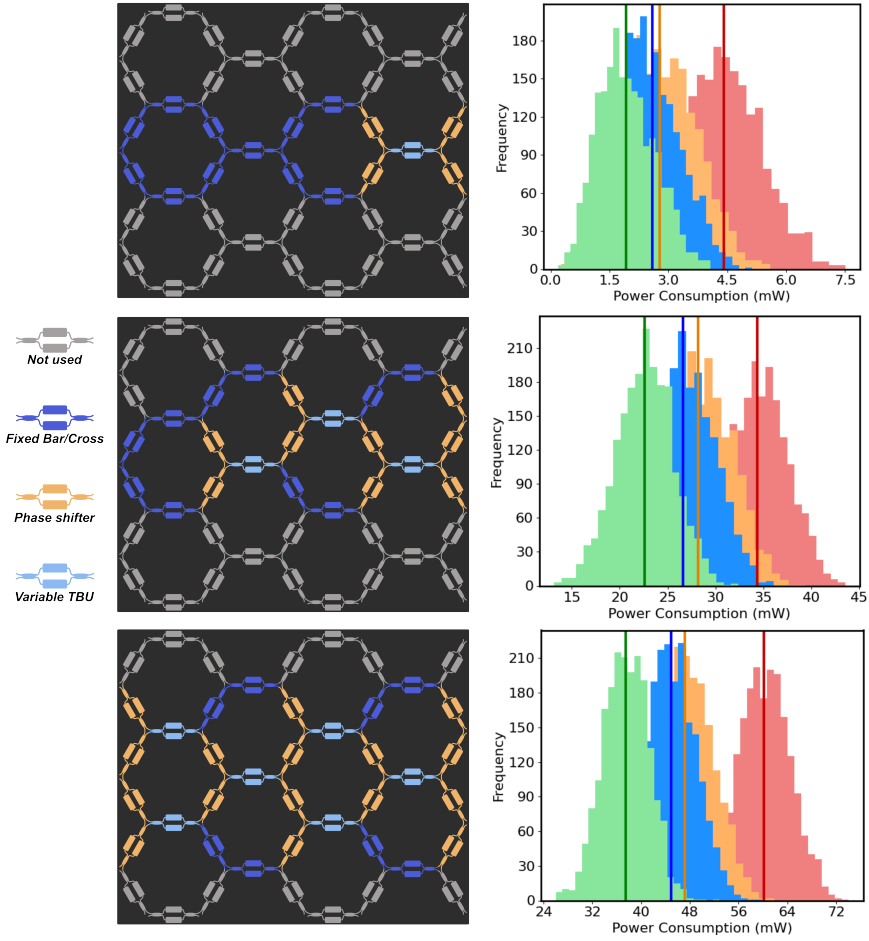 Not used
Fixed Bar/Cross
Phase shifter
Variable TBU
Frequency
180
150
120
90
60
30
0
0.0 1.5 3.0 4.5 6.0 7.5
Power Consumption (mW)
Frequency
210
180
150
120
90
60
30
0
15 20 25 30 35 40 45
Power Consumption (mW)
Frequency
210
180
150
120
90
60
30
0
24 32 40 48 56 64 72
Power Consumption (mW)